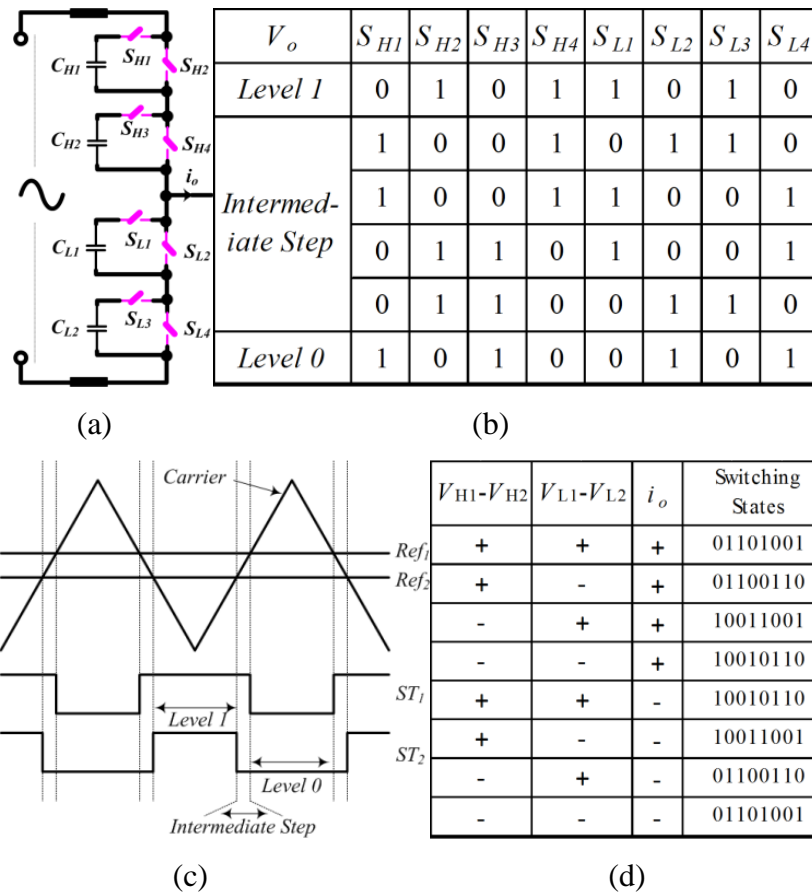 C_H1
S_H1
S_H2
C_H2
S_H3
S_H4
i_o
C_L1
S_L1
S_L2
C_L2
S_L3
S_L4
(a)
V_o S_H1 S_H2 S_H3 S_H4 S_L1 S_L2 S_L3 S_L4
Level 1 0 1 0 1 1 0 1 0
Intermed-
iate Step
1 0 0 1 0 1 1 0
1 0 0 1 1 0 0 1
0 1 1 0 1 0 0 1
0 1 1 0 0 1 1 0
Level 0 1 0 1 0 0 1 0 1
(b)
Carrier
Ref1
Ref2
ST1
Level 1
ST2
Level 0
Intermediate Step
(c)
V_H1-V_H2 V_L1-V_L2 i_o Switching
States
+ + + 01101001
+ - + 01100110
- + + 10011001
- - + 10010110
+ + - 10010110
+ - - 10011001
- + - 01100110
- - - 01101001
(d)